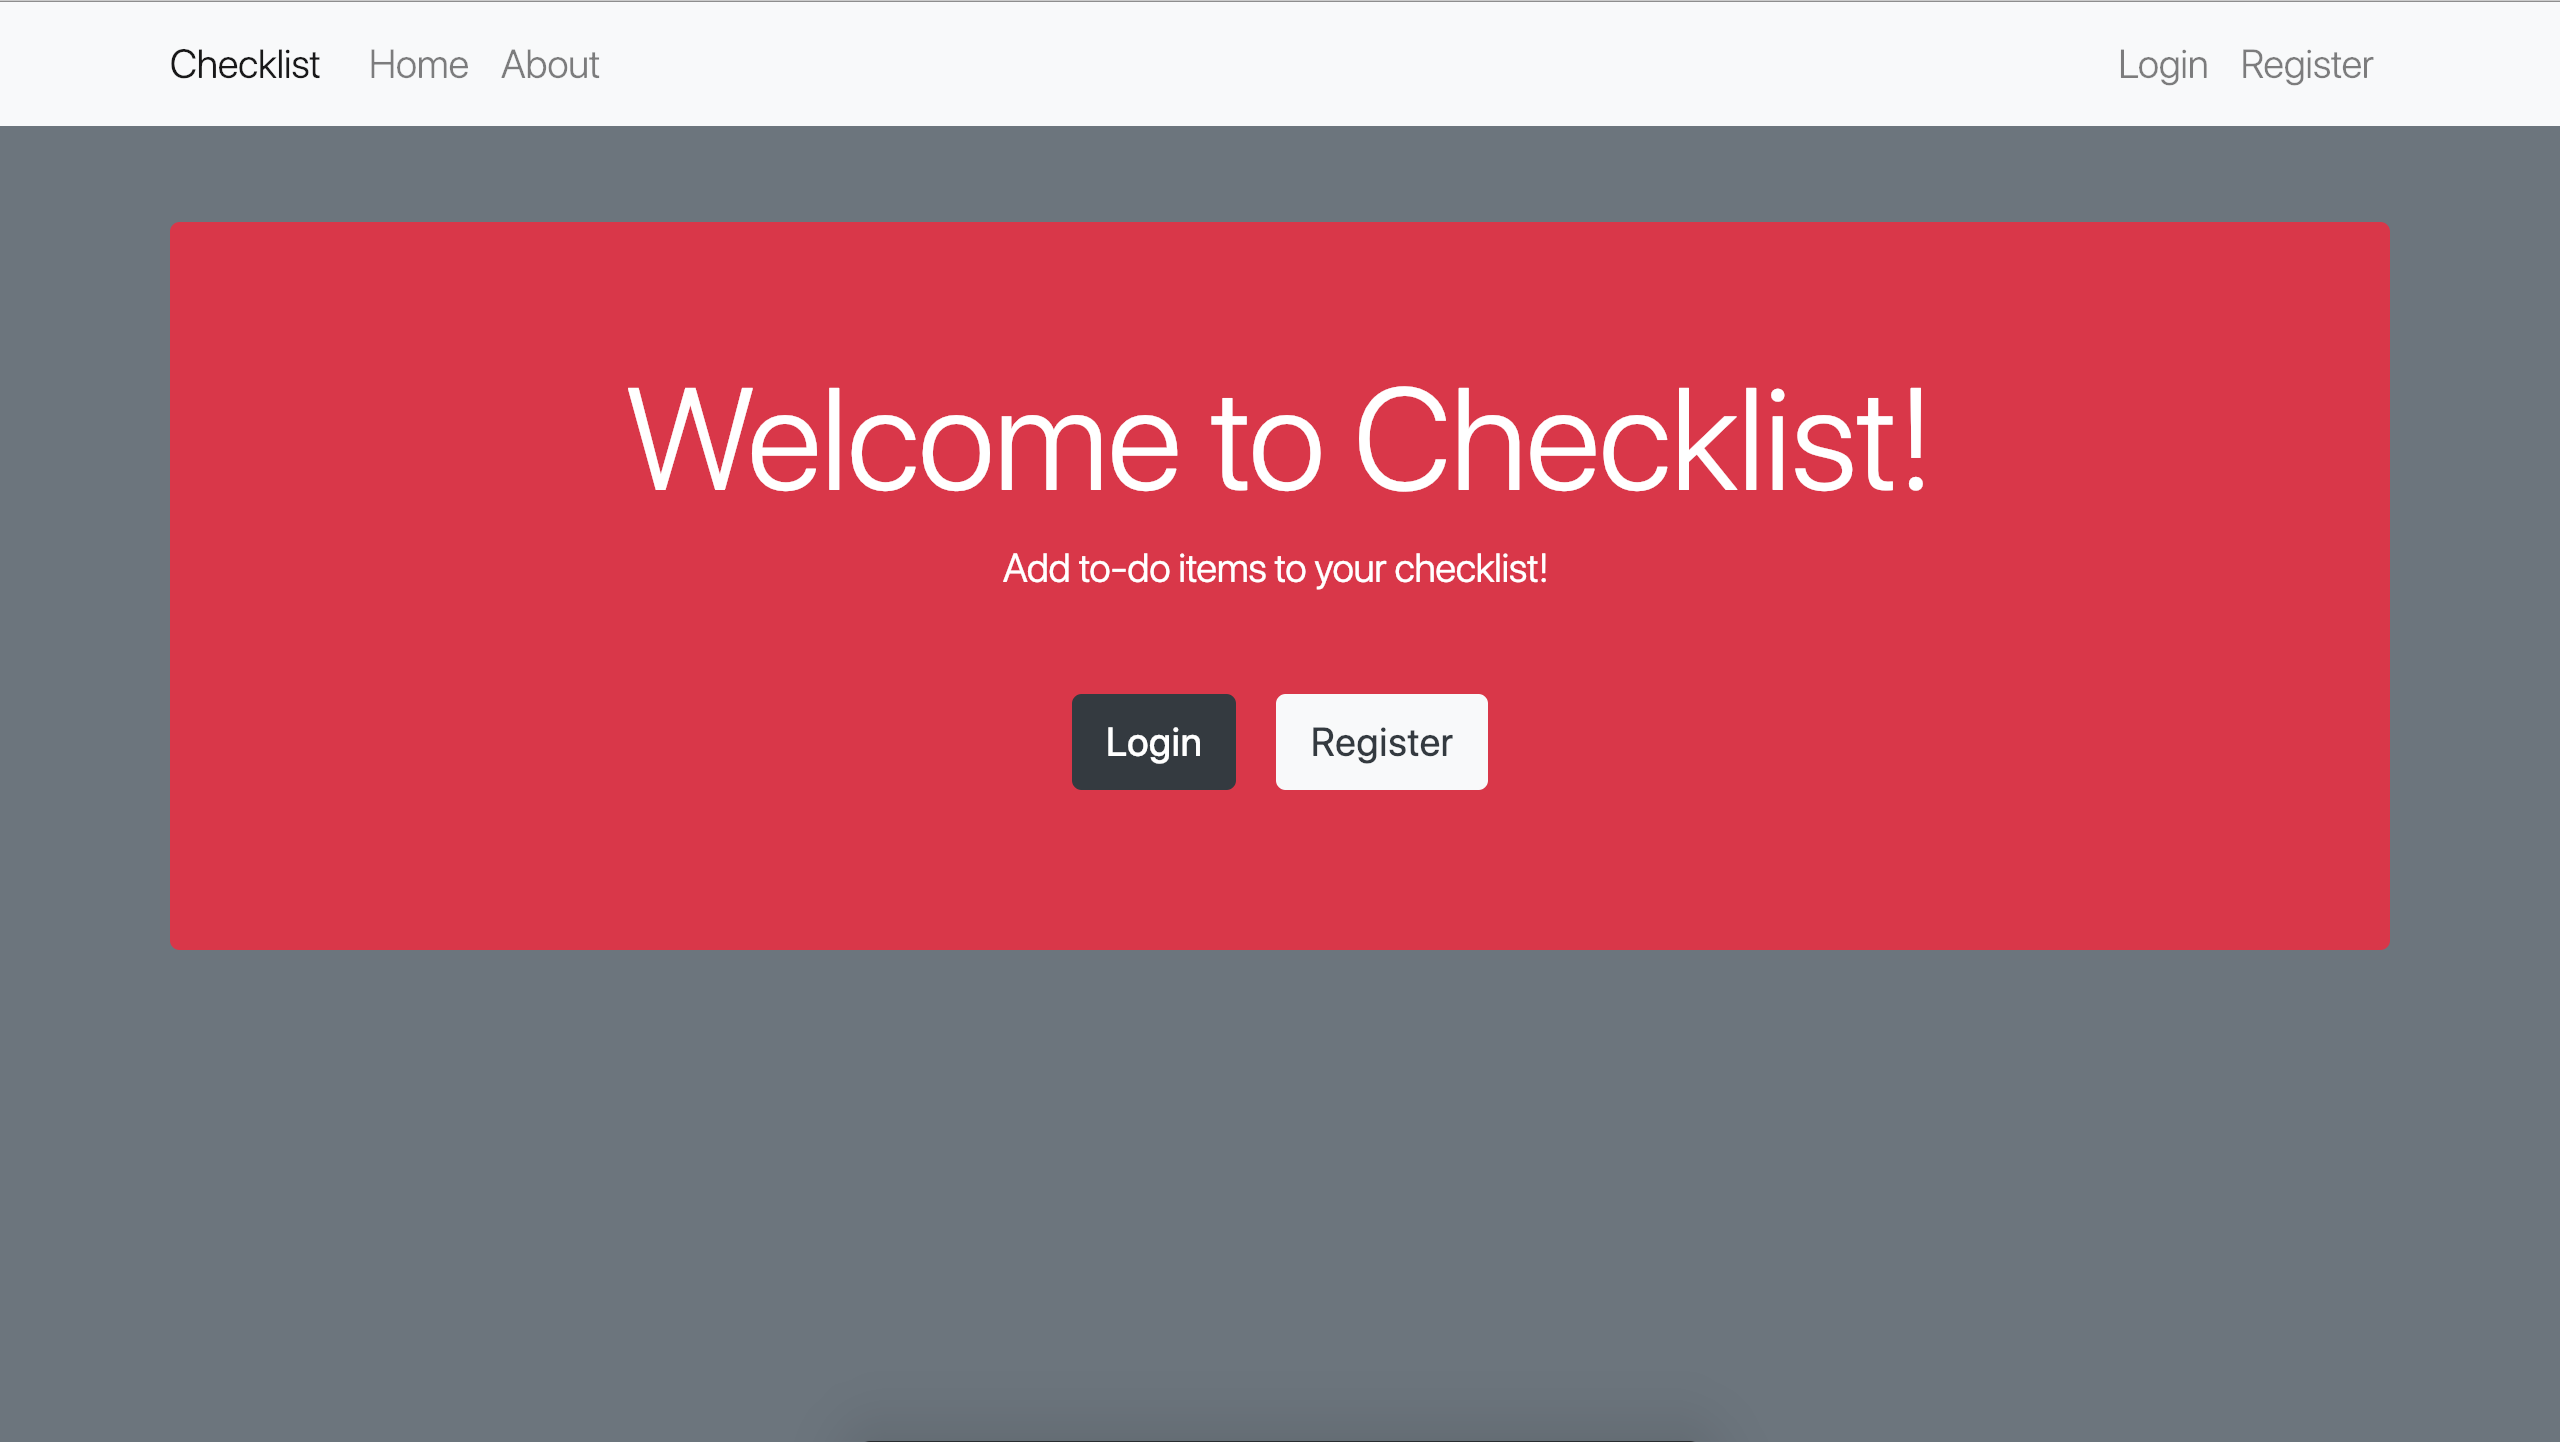 Checklist Home About Login Register
Welcome to Checklist!
Add to-do items to your checklist!
Login Register